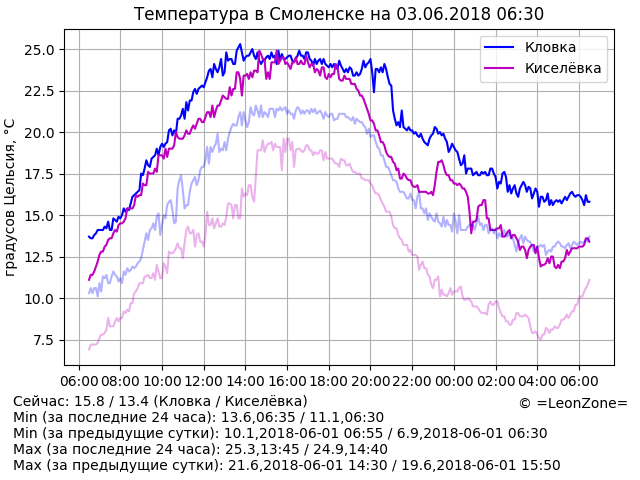 Температура в Смоленске на 03.06.2018 06:30
градусов Цельсия, °C
25.0
22.5
20.0
17.5
15.0
12.5
10.0
7.5
Кловка
Киселёвка
06:00 08:00 10:00 12:00 14:00 16:00 18:00 20:00 22:00 00:00 02:00 04:00 06:00
Сейчас: 15.8 / 13.4 (Кловка / Киселёвка)
© =LeonZone=
Min (за последние 24 часа): 13.6,06:35 / 11.1,06:30
Min (за предыдущие сутки): 10.1,2018-06-01 06:55 / 6.9,2018-06-01 06:30
Max (за последние 24 часа): 25.3,13:45 / 24.9,14:40
Max (за предыдущие сутки): 21.6,2018-06-01 14:30 / 19.6,2018-06-01 15:50